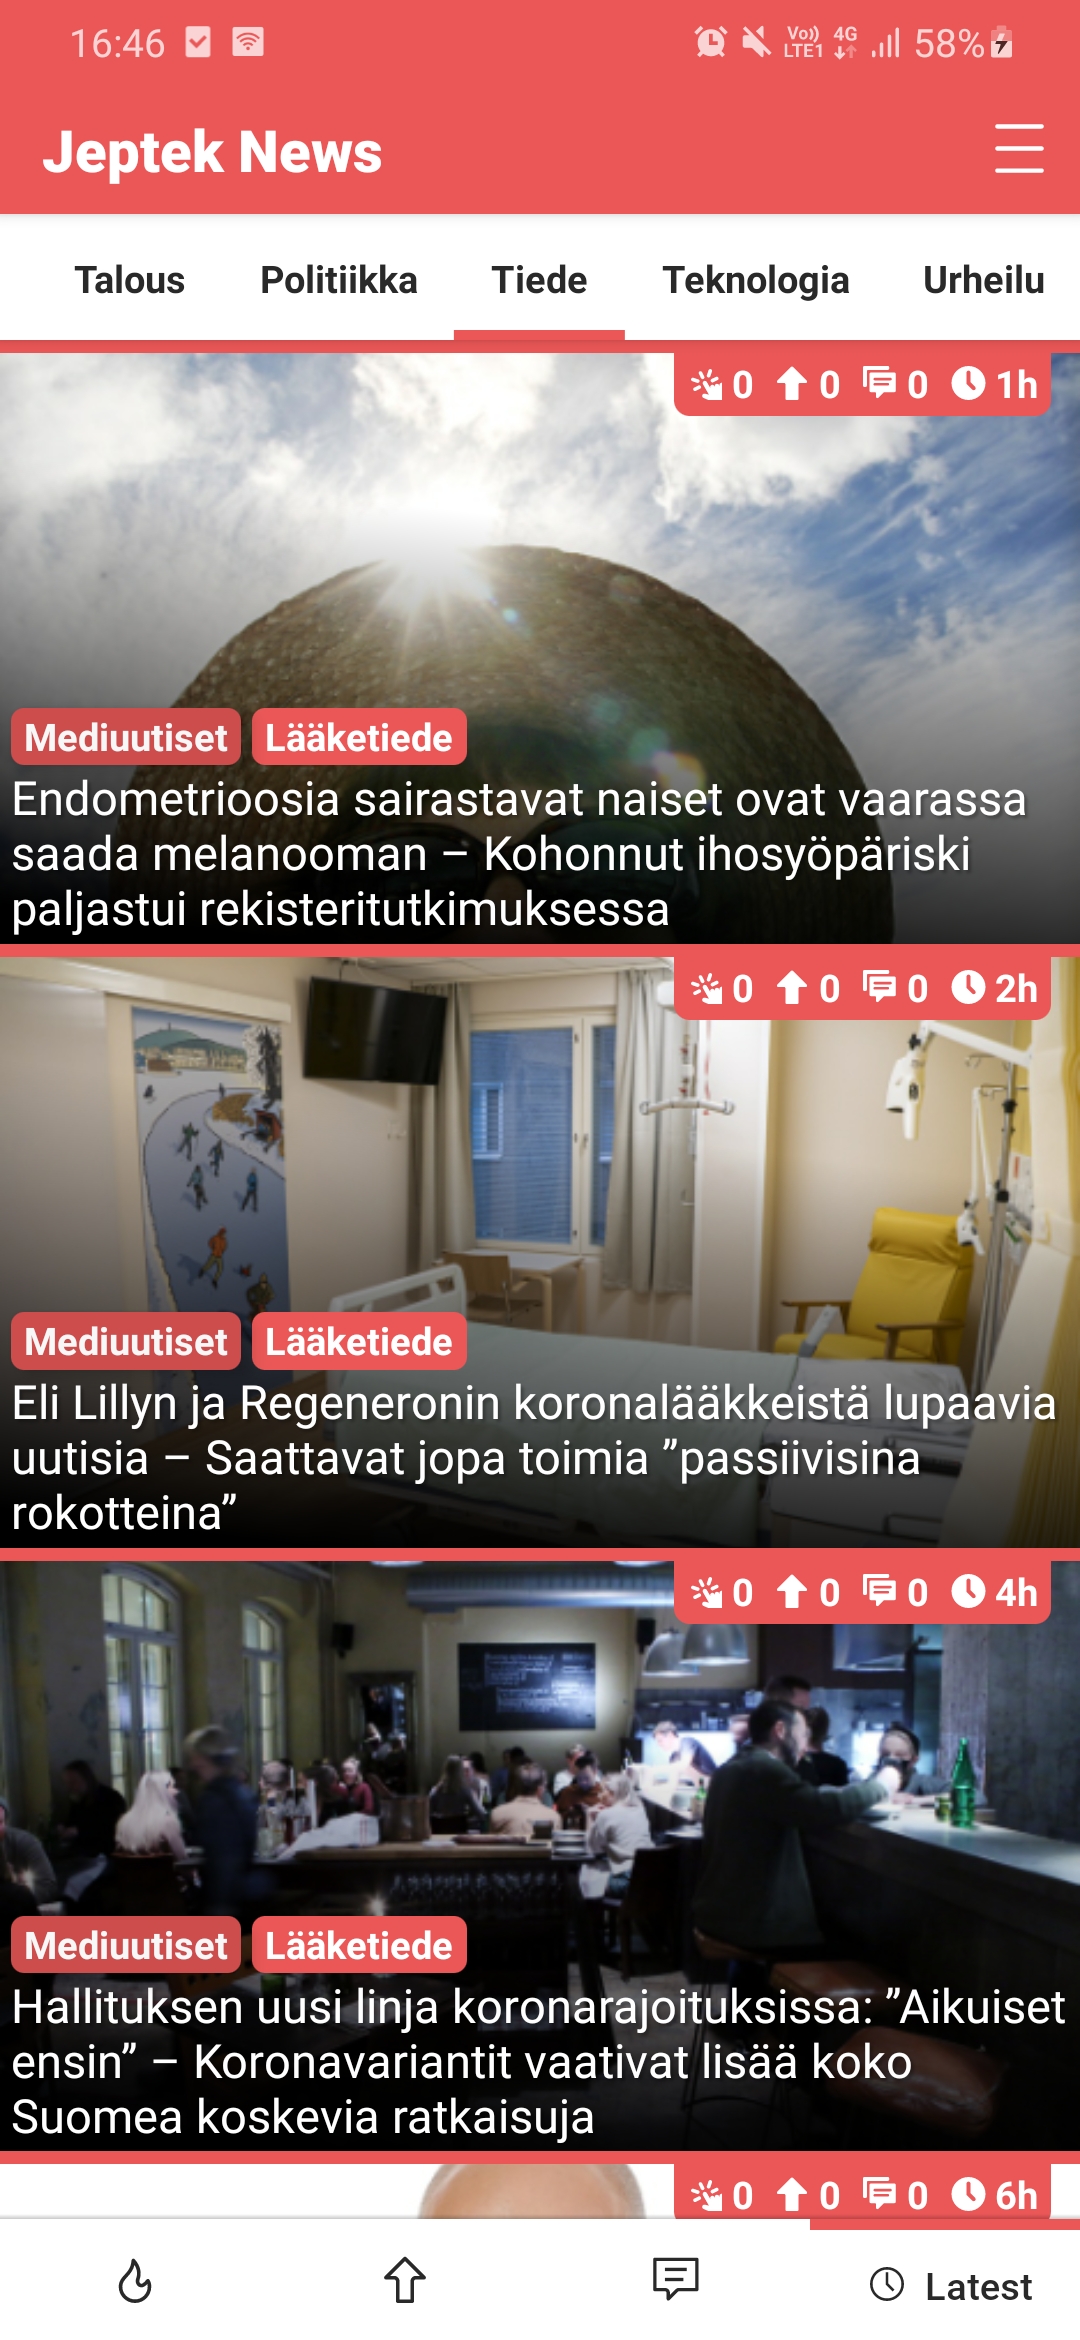 16:46
Vo)) 4G
LTE1
58%
Jeptek News
Talous Politiikka Tiede Teknologia Urheilu
0 0 0 1h
Mediuutiset Lääketiede
Endometrioosia sairastavat naiset ovat vaarassa
saada melanooman – Kohonnut ihosyöpäriski
paljastui rekisteritutkimuksessa
0 0 0 2h
Mediuutiset Lääketiede
Eli Lillyn ja Regeneronin koronalääkkeistä lupaavia
uutisia – Saattavat jopa toimia ”passiivisina
rokotteina”
0 0 0 4h
Mediuutiset Lääketiede
Hallituksen uusi linja koronarajoituksissa: ”Aikuiset
ensin” – Koronavariantit vaativat lisää koko
Suomea koskevia ratkaisuja
0 0 0 6h
Latest